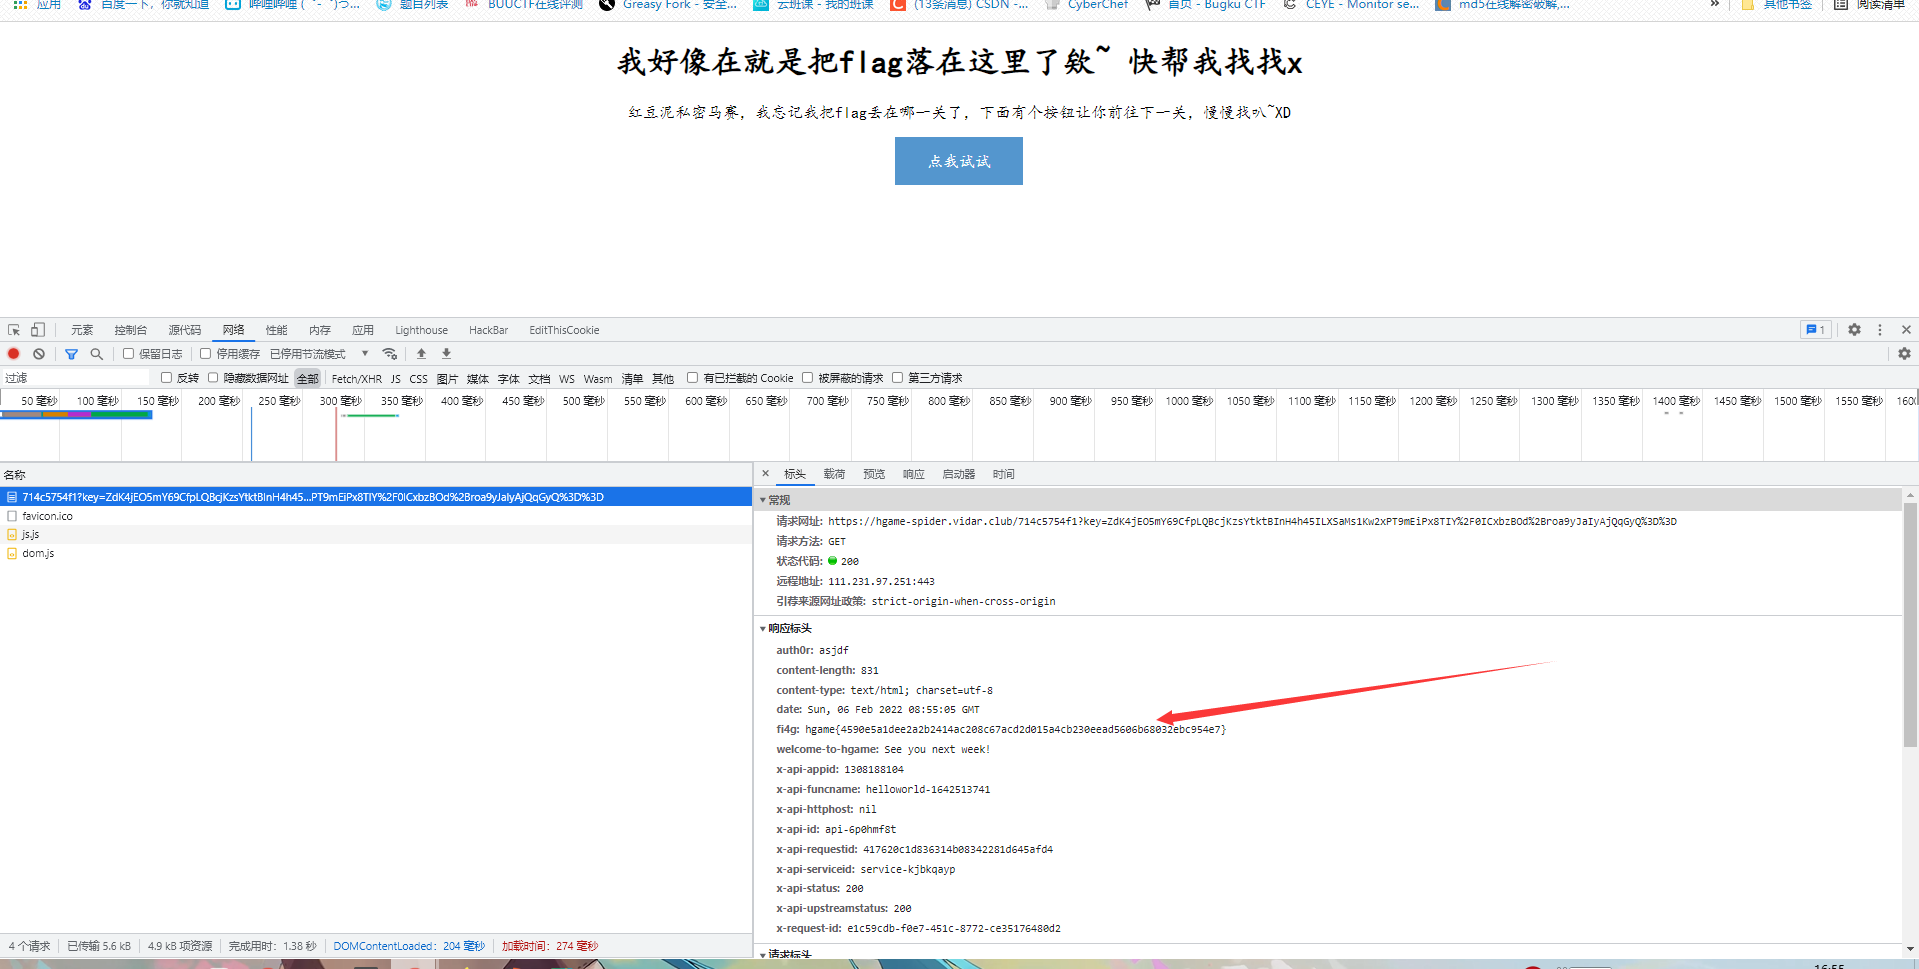 应用 百度一下，你就知道 哔哩哔哩 (゜-゜)つ... 题目列表 BUUCTF在线评测 Greasy Fork - 安全... 云班课 - 我的班课 (13条消息) CSDN -... CyberChef 首页 - Bugku CTF CEYE - Monitor se... md5在线解密破解,... » 其他书签 阅读清单
我好像在就是把flag落在这里了欸~ 快帮我找找x
红豆泥私密马赛，我忘记我把flag丢在哪一关了，下面有个按钮让你前往下一关，慢慢找叭~XD
点我试试
元素 控制台 源代码 网络 性能 内存 应用 Lighthouse HackBar EditThisCookie 1
保留日志 停用缓存 已停用节流模式
过滤 反转 隐藏数据网址 全部 Fetch/XHR JS CSS 图片 媒体 字体 文档 WS Wasm 清单 其他 有已拦截的 Cookie 被屏蔽的请求 第三方请求
50 毫秒 100 毫秒 150 毫秒 200 毫秒 250 毫秒 300 毫秒 350 毫秒 400 毫秒 450 毫秒 500 毫秒 550 毫秒 600 毫秒 650 毫秒 700 毫秒 750 毫秒 800 毫秒 850 毫秒 900 毫秒 950 毫秒 1000 毫秒 1050 毫秒 1100 毫秒 1150 毫秒 1200 毫秒 1250 毫秒 1300 毫秒 1350 毫秒 1400 毫秒 1450 毫秒 1500 毫秒 1550 毫秒
名称
714c5754f1?key=ZdK4jEO5mY69CfpLQBcjKzsYtktBInH4h45...PT9mEiPx8TIY%2F0ICxbzBOd%2Broa9yJaIyAjQqGyQ%3D%3D
favicon.ico
js.js
dom.js
标头 载荷 预览 响应 启动器 时间
常规
请求网址: https://hgame-spider.vidar.club/714c5754f1?key=ZdK4jEO5mY69CfpLQBcjKzsYtktBInH4h45ILXSaMs1Kw2xPT9mEiPx8TIY%2F0ICxbzBOd%2Broa9yJaIyAjQqGyQ%3D%3D
请求方法: GET
状态代码: 200
远程地址: 111.231.97.251:443
引荐来源网址政策: strict-origin-when-cross-origin
响应标头
auth0r: asjdf
content-length: 831
content-type: text/html; charset=utf-8
date: Sun, 06 Feb 2022 08:55:05 GMT
fi4g: hgame{4590e5a1dee2a2b2414ac208c67acd2d015a4cb230eead5606b68032ebc954e7}
welcome-to-hgame: See you next week!
x-api-appid: 1308188104
x-api-funcname: helloworld-1642513741
x-api-httphost: nil
x-api-id: api-6p0hmf8t
x-api-requestid: 417620c1d836314b08342281d645afd4
x-api-serviceid: service-kjbkqayp
x-api-status: 200
x-api-upstreamstatus: 200
x-request-id: e1c59cdb-f0e7-451c-8772-ce35176480d2
请求标头
4 个请求 已传输 5.6 kB 4.9 kB 项资源 完成用时：1.38 秒 DOMContentLoaded：204 毫秒 加载时间：274 毫秒
16:55